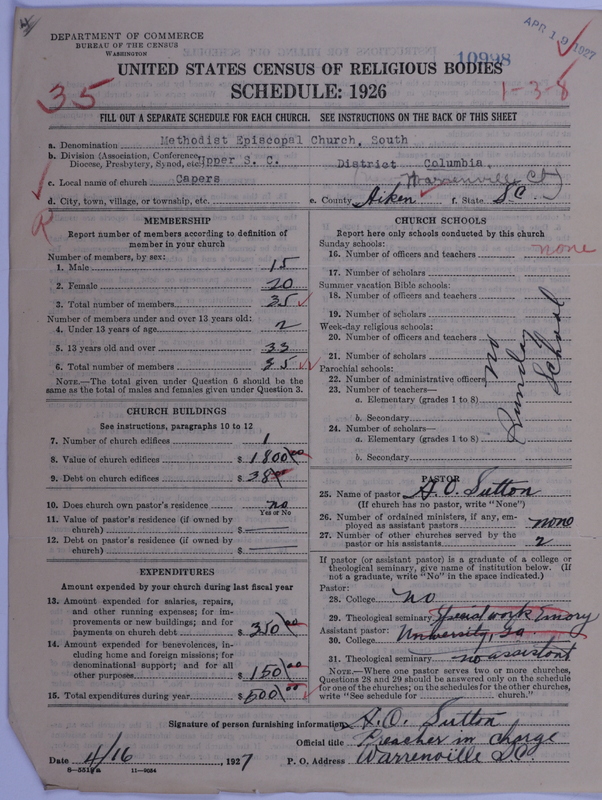 DEPARTMENT OF COMMERCE
BUREAU OF THE CENSUS
WASHINGTON
APR 19 1927
10998
UNITED STATES CENSUS OF RELIGIOUS BODIES
SCHEDULE: 1926
35
1-3-8
FILL OUT A SEPARATE SCHEDULE FOR EACH CHURCH. SEE INSTRUCTIONS ON THE BACK OF THIS SHEET
a. Denomination Methodist Episcopal Church, South
b. Division (Association, Conference, Diocese, Presbytery, Synod, etc.) Upper S. C. District Columbia
c. Local name of church Capers (Warrenville Ct)
d. City, town, village, or township, etc. e. County Aiken f. State S.C.
MEMBERSHIP
Report number of members according to definition of
member in your church
Number of members, by sex:
1. Male 15
2. Female 20
3. Total number of members 35
Number of members under and over 13 years old:
4. Under 13 years of age 2
5. 13 years old and over 33
6. Total number of members 35
NOTE.—The total given under Question 6 should be
same as the total of males and females given under Question 3.
CHURCH BUILDINGS
See instructions, paragraphs 10 to 12
7. Number of church edifices 1
8. Value of church edifices $ 1800 00
9. Debt on church edifices $ 38
10. Does church own pastor's residence no
Yes or No
11. Value of pastor's residence (if owned by
church) $
12. Debt on pastor's residence (if owned by
church) $
EXPENDITURES
Amount expended by your church during last fiscal year
13. Amount expended for salaries, repairs,
and other running expenses; for im-
provements or new buildings; and for
payments on church debt $ 350 00
14. Amount expended for benevolences, in-
cluding home and foreign missions; for
denominational support; and for all
other purposes $ 150 00
15. Total expenditures during year $ 500 00
CHURCH SCHOOLS
Report here only schools conducted by this church
Sunday schools:
none
16. Number of officers and teachers
17. Number of scholars
Summer vacation Bible schools:
18. Number of officers and teachers
19. Number of scholars
Week-day religious schools:
20. Number of officers and teachers
21. Number of scholars
Parochial schools:
22. Number of administrative officers
23. Number of teachers—
a. Elementary (grades 1 to 8)
b. Secondary
24. Number of scholars—
a. Elementary (grades 1 to 8)
b. Secondary
no
Sunday
School
PASTOR
25. Name of pastor A. O. Sutton
(If church has no pastor, write "None")
26. Number of ordained ministers, if any, em-
ployed as assistant pastors none
27. Number of other churches served by the
pastor or his assistants 2
If pastor (or assistant pastor) is a graduate of a college or
theological seminary, give name of institution below. (If
not a graduate, write "No" in the space indicated.)
Pastor:
28. College no
29. Theological seminary work Emory
Assistant pastor: University, Ga
30. College
31. Theological seminary no assistant
NOTE.—Where one pastor serves two or more churches,
Questions 28 and 29 should be answered only on the schedule
for one of the churches; on the schedules for the other churches,
write "See schedule for church."
Signature of person furnishing information A. O. Sutton
Official title Preacher in charge
Date 4/16, 1927 P. O. Address Warrenville S.C.
11—9034